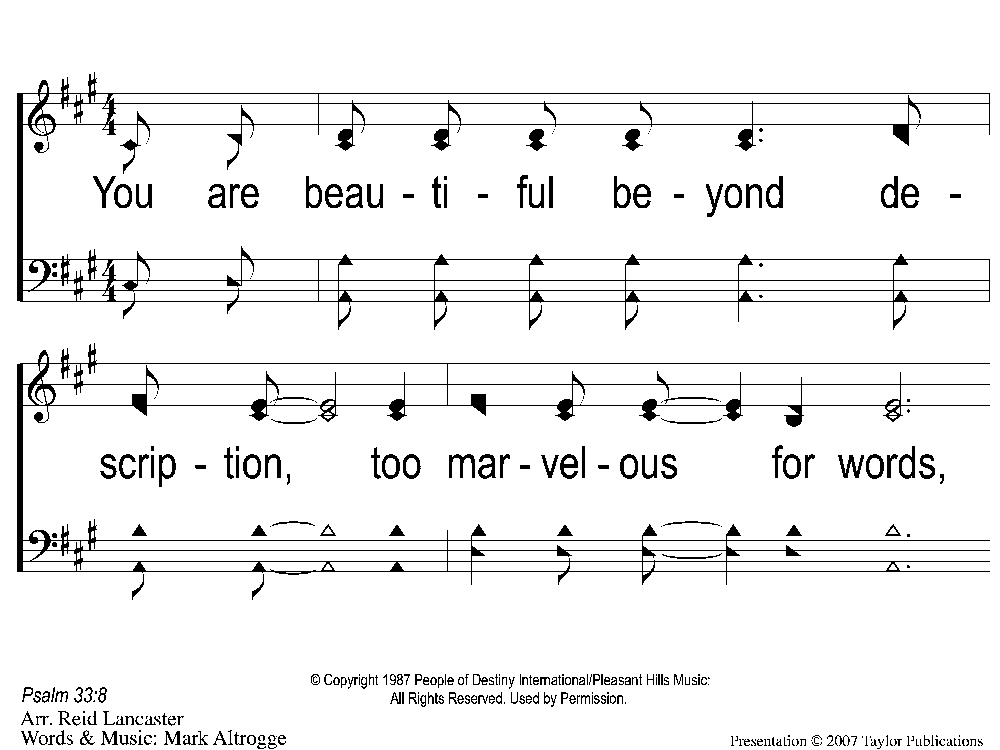 You are beau - ti - ful be - yond de -
scrip - tion, too mar - vel - ous for words,
© Copyright 1987 People of Destiny International/Pleasant Hills Music:
All Rights Reserved. Used by Permission.
Psalm 33:8
Arr. Reid Lancaster
Words & Music: Mark Altrogge
Presentation © 2007 Taylor Publications